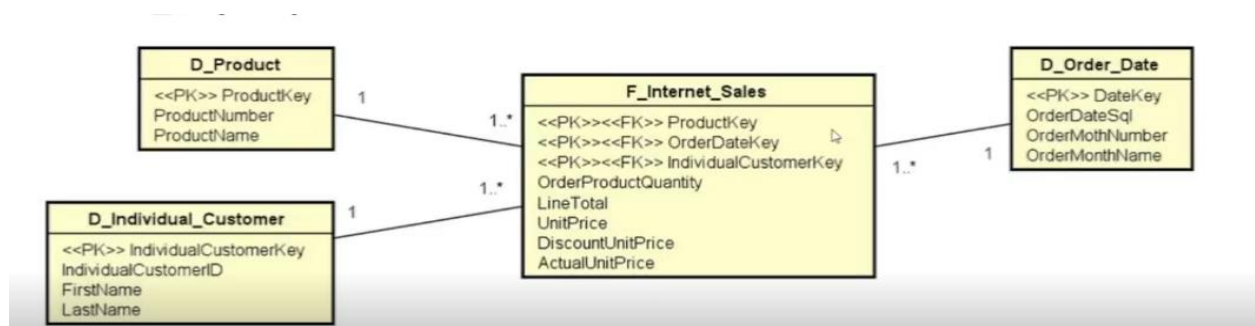 D_Product
<<PK>> ProductKey
ProductNumber
ProductName
1
1..*
D_Individual_Customer
<<PK>> IndividualCustomerKey
IndividualCustomerID
FirstName
LastName
1
1..*
F_Internet_Sales
<<PK>><<FK>> ProductKey
<<PK>><<FK>> OrderDateKey
<<PK>><<FK>> IndividualCustomerKey
OrderProductQuantity
LineTotal
UnitPrice
DiscountUnitPrice
ActualUnitPrice
1..*
1
D_Order_Date
<<PK>> DateKey
OrderDateSql
OrderMothNumber
OrderMonthName